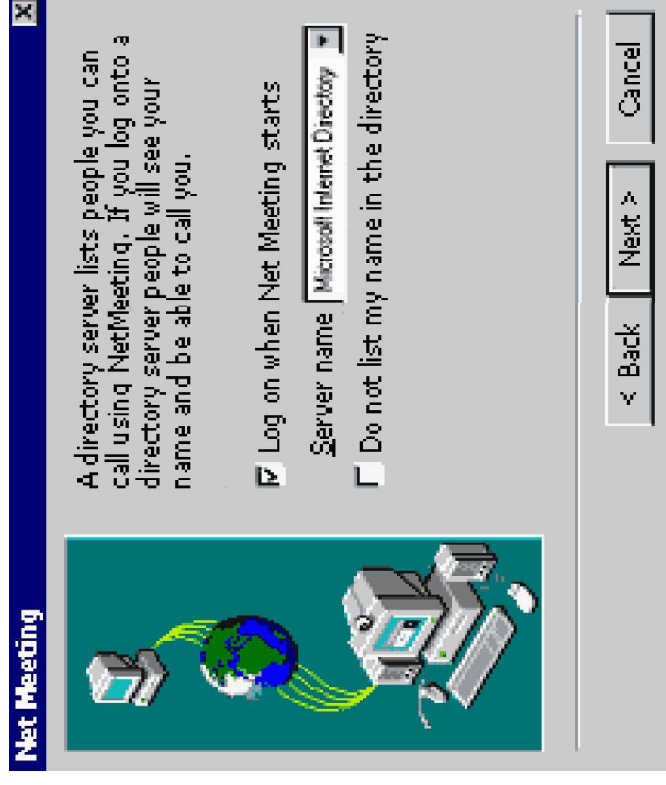 Net Meeting
A directory server lists people you can
call using NetMeeting. If you log onto a
directory server people will see your
name and be able to call you.
Log on when Net Meeting starts
Server name Microsoft Internet Directory
Do not list my name in the directory
< Back Next > Cancel